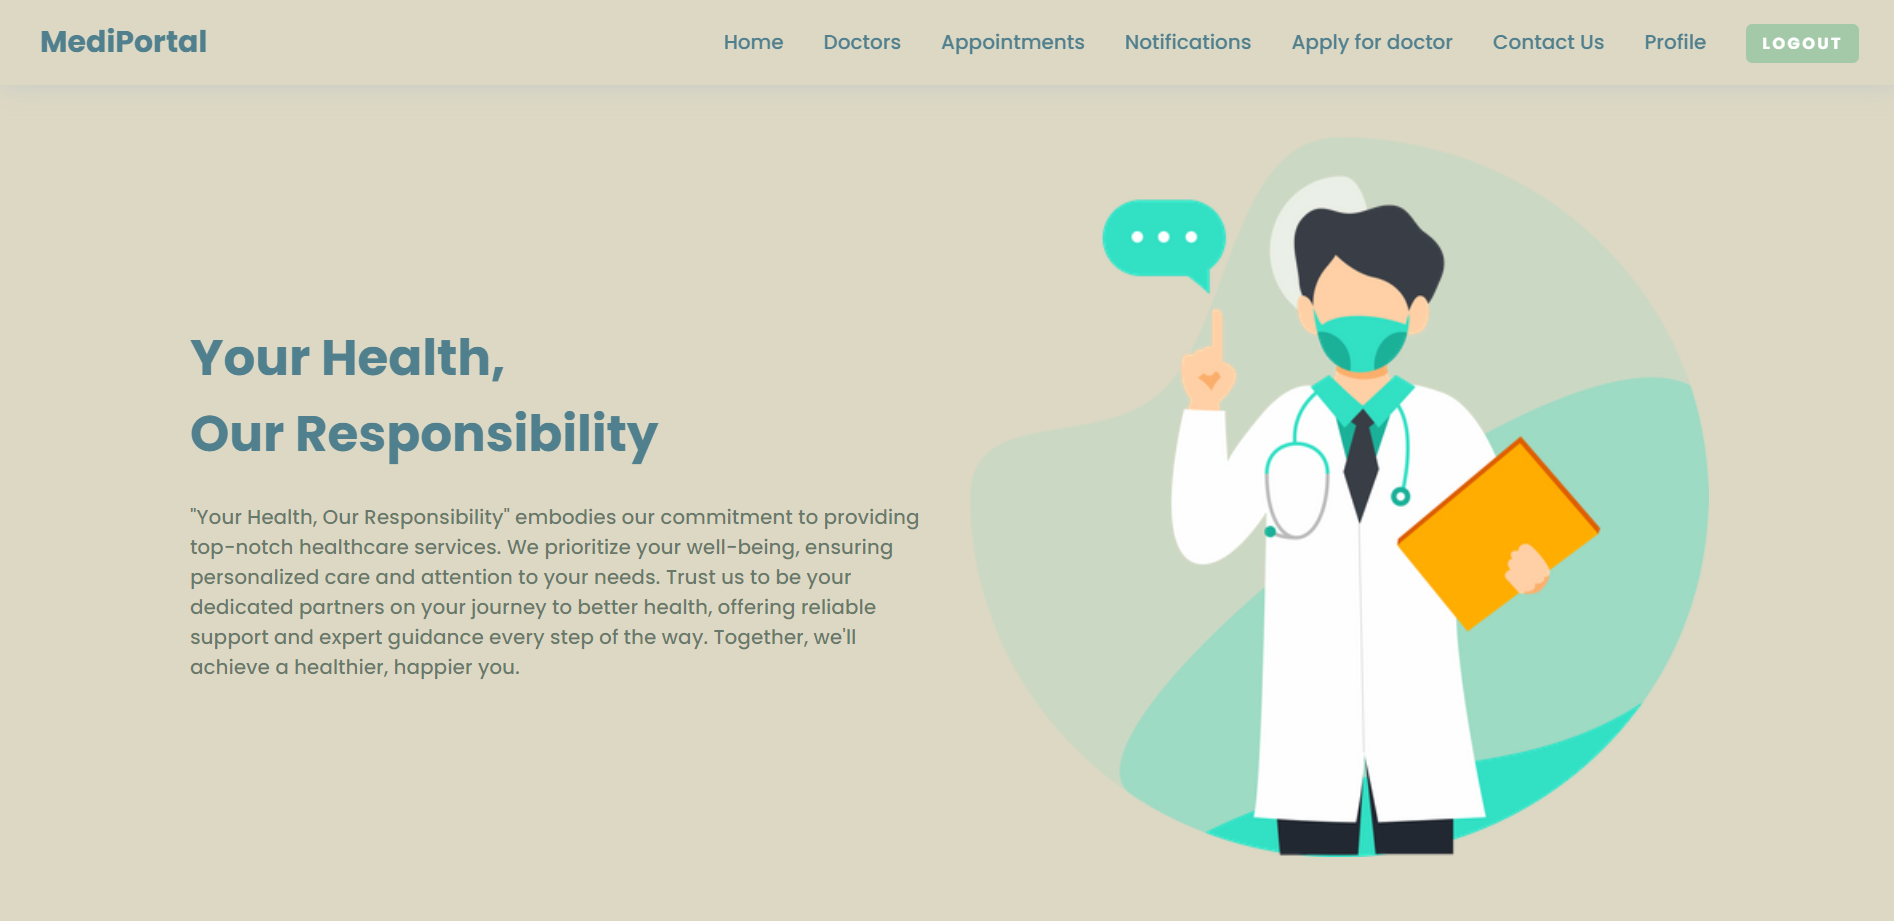 MediPortal
Home Doctors Appointments Notifications Apply for doctor Contact Us Profile LOGOUT
Your Health,
Our Responsibility
"Your Health, Our Responsibility" embodies our commitment to providing
top-notch healthcare services. We prioritize your well-being, ensuring
personalized care and attention to your needs. Trust us to be your
dedicated partners on your journey to better health, offering reliable
support and expert guidance every step of the way. Together, we'll
achieve a healthier, happier you.